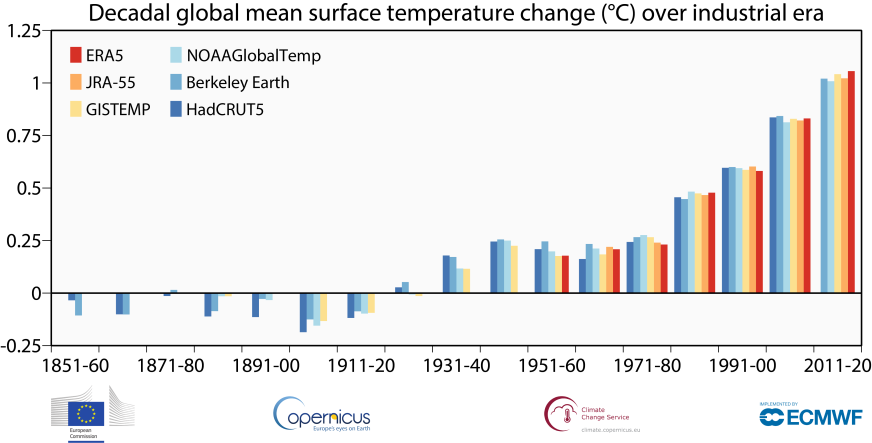 Decadal global mean surface temperature change (°C) over industrial era
1.25
1
0.75
0.5
0.25
0
-0.25
ERA5
JRA-55
GISTEMP
NOAAGlobalTemp
Berkeley Earth
HadCRUT5
1851-60
1871-80
1891-00
1911-20
1931-40
1951-60
1971-80
1991-00
2011-20
European
Commission
opernicus
Europe's eyes on Earth
Climate
Change Service
climate.copernicus.eu
IMPLEMENTED BY
ECMWF